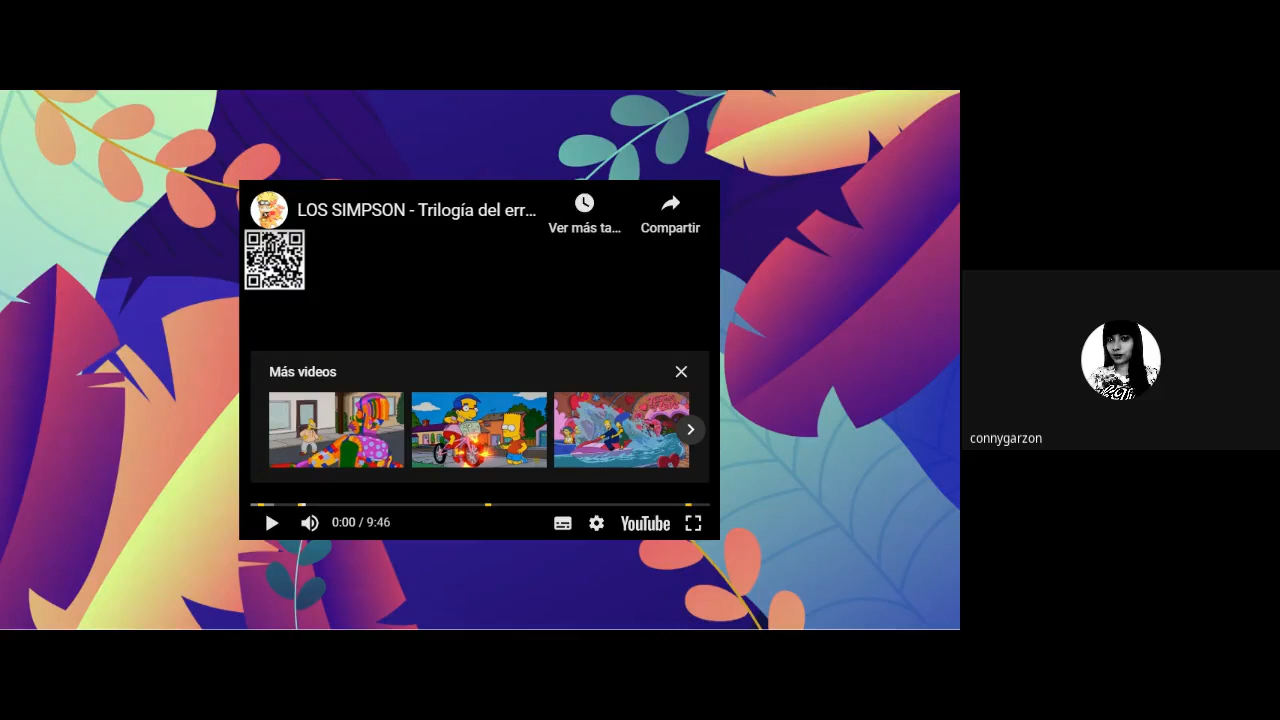 LOS SIMPSON - Trilogía del err...
Ver más ta...
Compartir
Más videos
0:00 / 9:46
YouTube
connygarzon